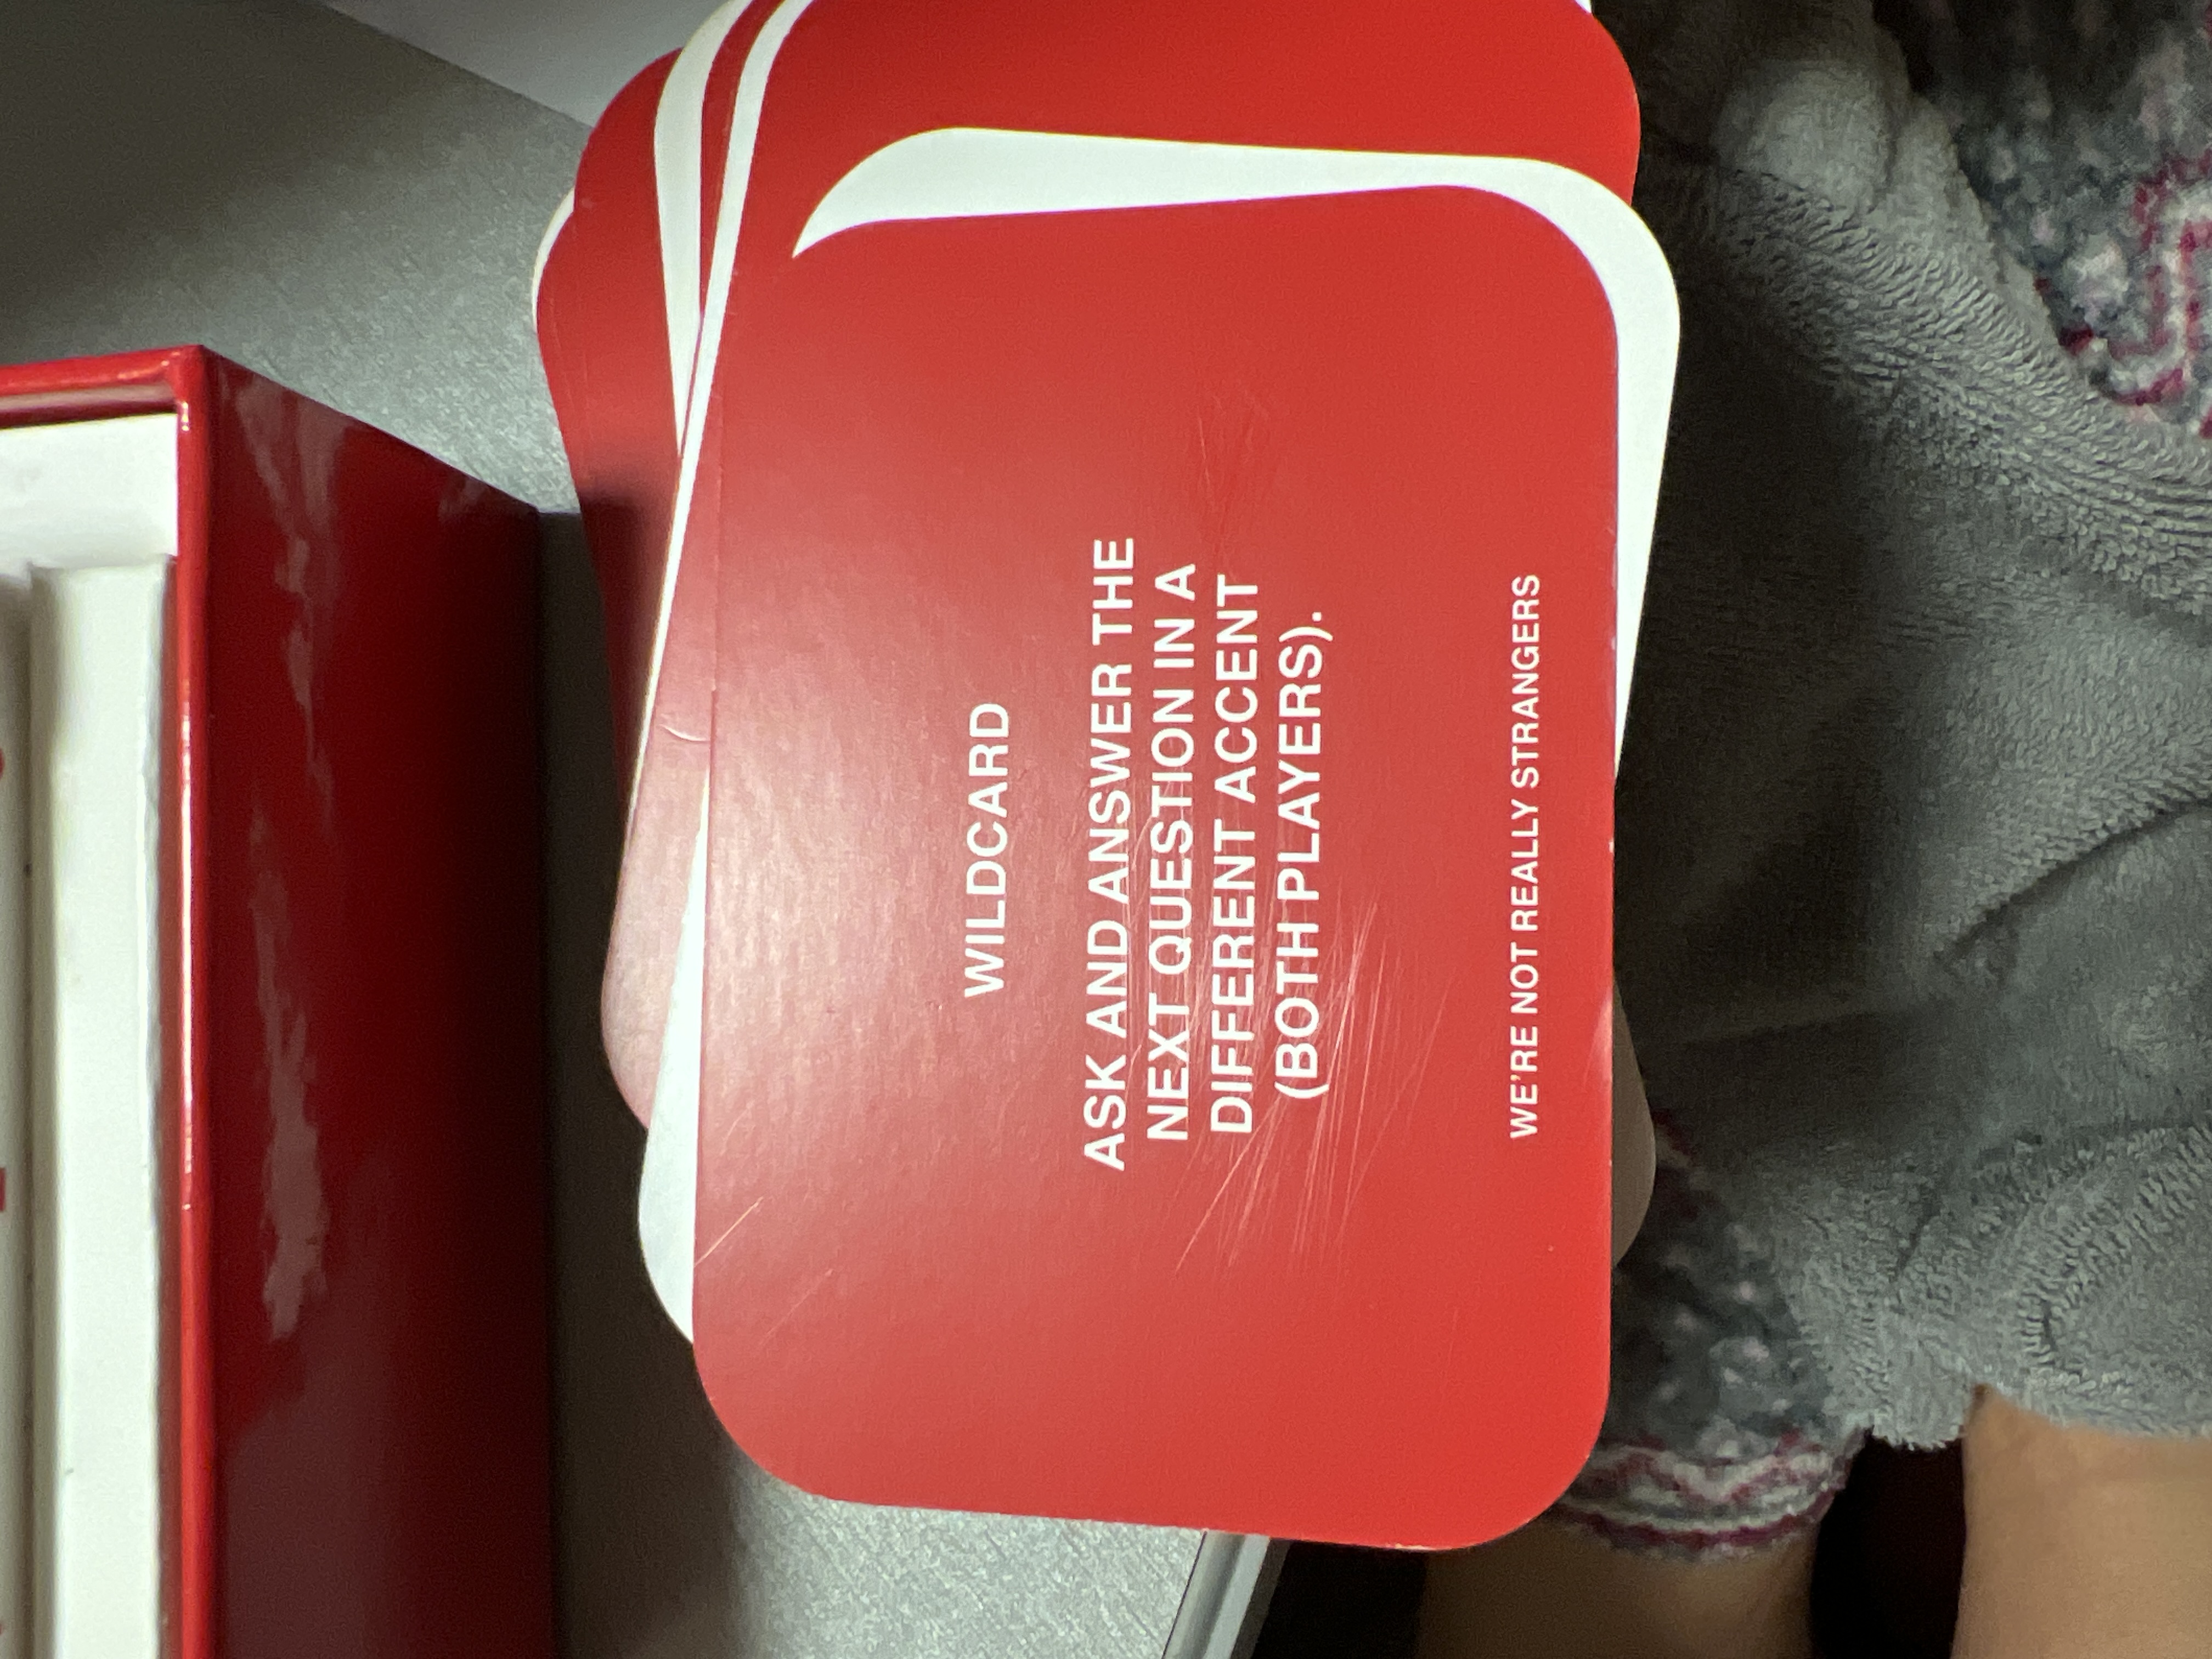 WILDCARD
ASK AND ANSWER THE
NEXT QUESTION IN A
DIFFERENT ACCENT
(BOTH PLAYERS).
WE'RE NOT REALLY STRANGERS